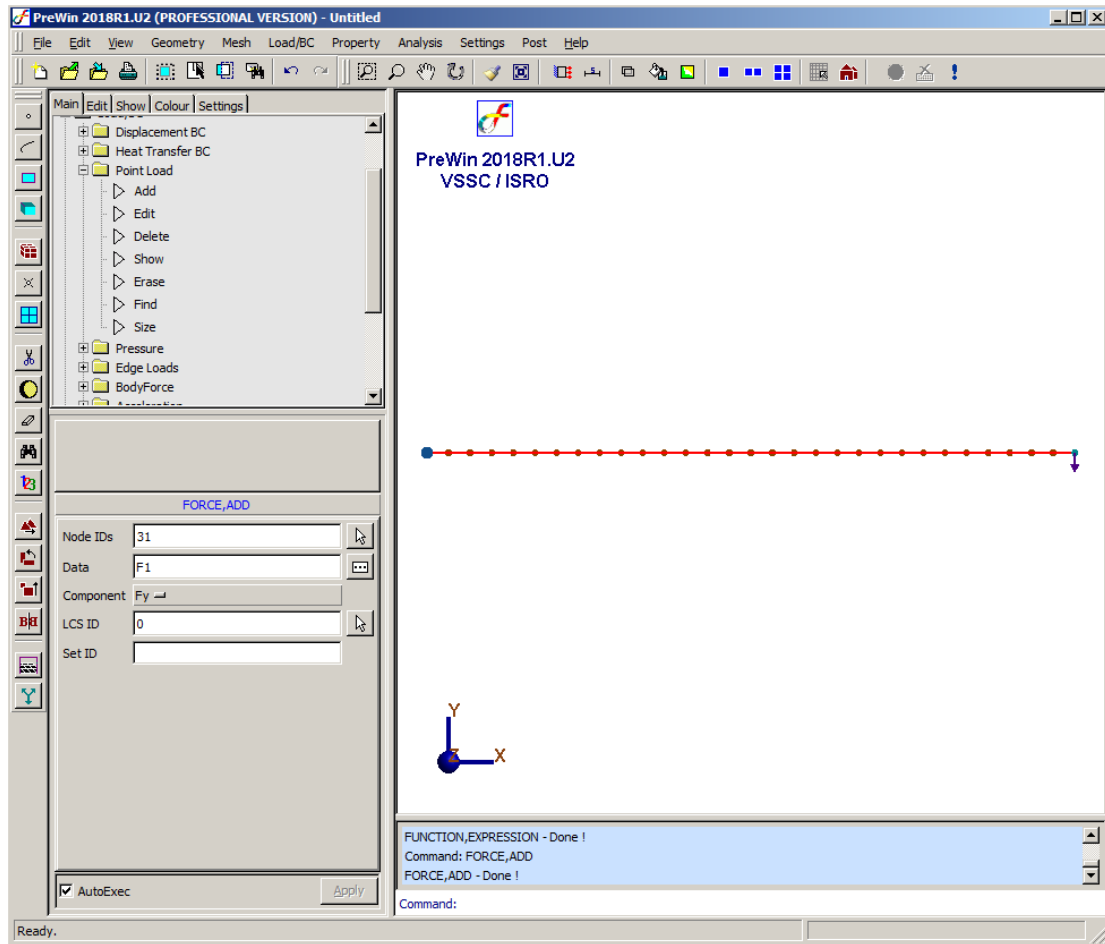 PreWin 2018R1.U2 (PROFESSIONAL VERSION) - Untitled
File Edit View Geometry Mesh Load/BC Property Analysis Settings Post Help
Main Edit Show Colour Settings
Displacement BC
Heat Transfer BC
Point Load
Add
Edit
Delete
Show
Erase
Find
Size
Pressure
Edge Loads
BodyForce
FORCE,ADD
Node IDs 31
Data F1
Component Fy
LCS ID 0
Set ID
AutoExec Apply
PreWin 2018R1.U2
VSSC / ISRO
Y
Z X
FUNCTION,EXPRESSION - Done !
Command: FORCE,ADD
FORCE,ADD - Done !
Command:
Ready.